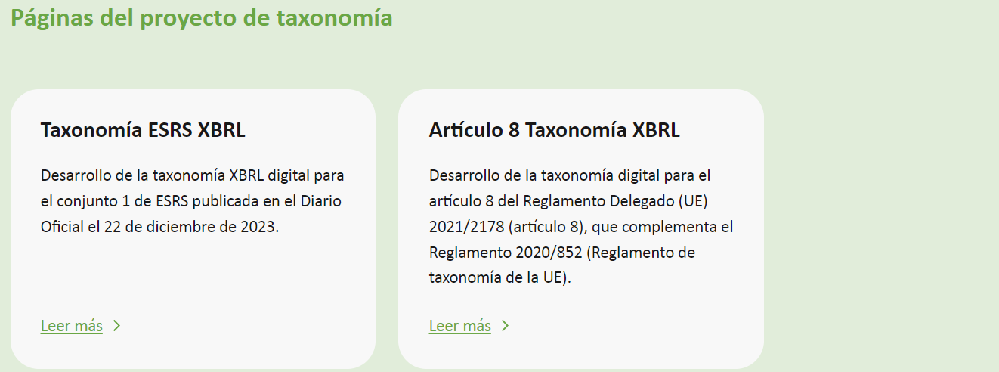 Páginas del proyecto de taxonomía
Taxonomía ESRS XBRL
Desarrollo de la taxonomía XBRL digital para
el conjunto 1 de ESRS publicada en el Diario
Oficial el 22 de diciembre de 2023.
Leer más
Artículo 8 Taxonomía XBRL
Desarrollo de la taxonomía digital para el
artículo 8 del Reglamento Delegado (UE)
2021/2178 (artículo 8), que complementa el
Reglamento 2020/852 (Reglamento de
taxonomía de la UE).
Leer más